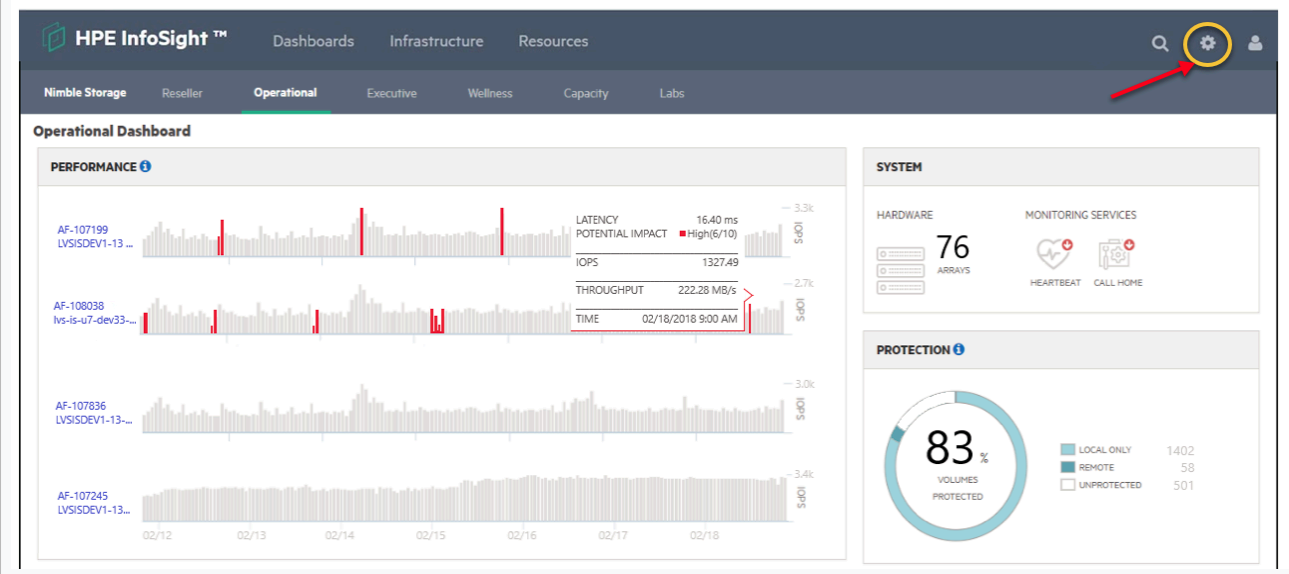 HPE InfoSight ™
Dashboards
Infrastructure
Resources
Nimble Storage
Reseller
Operational
Executive
Wellness
Capacity
Labs
Operational Dashboard
PERFORMANCE
AF-107199
LVSISDEV1-13 ...
3.3k
IOPS
LATENCY 16.40 ms
POTENTIAL IMPACT High(6/10)
IOPS 1327.49
THROUGHPUT 222.28 MB/s
TIME 02/18/2018 9:00 AM
AF-108038
lvs-is-u7-dev33-...
2.7k
IOPS
AF-107836
LVSISDEV1-13-...
3.0k
IOPS
AF-107245
LVSISDEV1-13...
3.4k
IOPS
02/12 02/13 02/14 02/15 02/16 02/17 02/18
SYSTEM
HARDWARE
76
ARRAYS
MONITORING SERVICES
HEARTBEAT
CALL HOME
PROTECTION
83 %
VOLUMES
PROTECTED
LOCAL ONLY 1402
REMOTE 58
UNPROTECTED 501